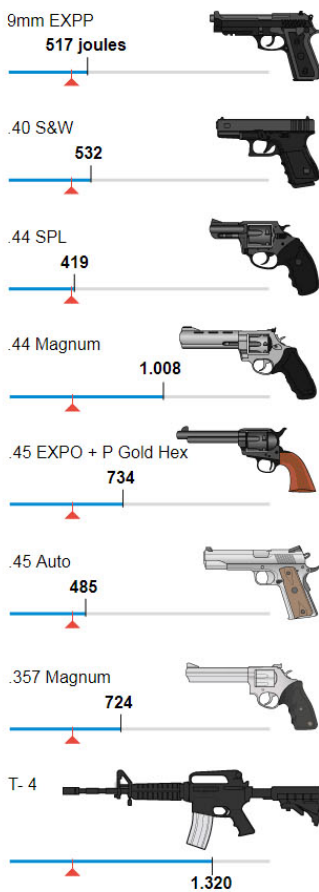 9mm EXPP
517 joules
.40 S&W
532
.44 SPL
419
.44 Magnum
1.008
.45 EXPO + P Gold Hex
734
.45 Auto
485
.357 Magnum
724
T- 4
1.320